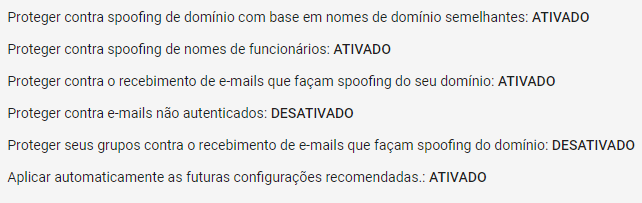 Proteger contra spoofing de domínio com base em nomes de domínio semelhantes: ATIVADO
Proteger contra spoofing de nomes de funcionários: ATIVADO
Proteger contra o recebimento de e-mails que façam spoofing do seu domínio: ATIVADO
Proteger contra e-mails não autenticados: DESATIVADO
Proteger seus grupos contra o recebimento de e-mails que façam spoofing do domínio: DESATIVADO
Aplicar automaticamente as futuras configurações recomendadas.: ATIVADO